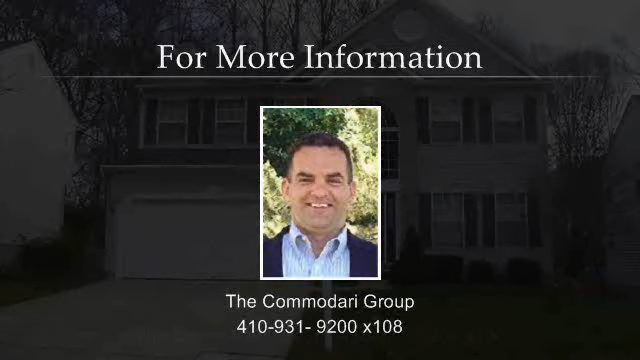 For More Information
The Commodari Group
410-931- 9200 x108